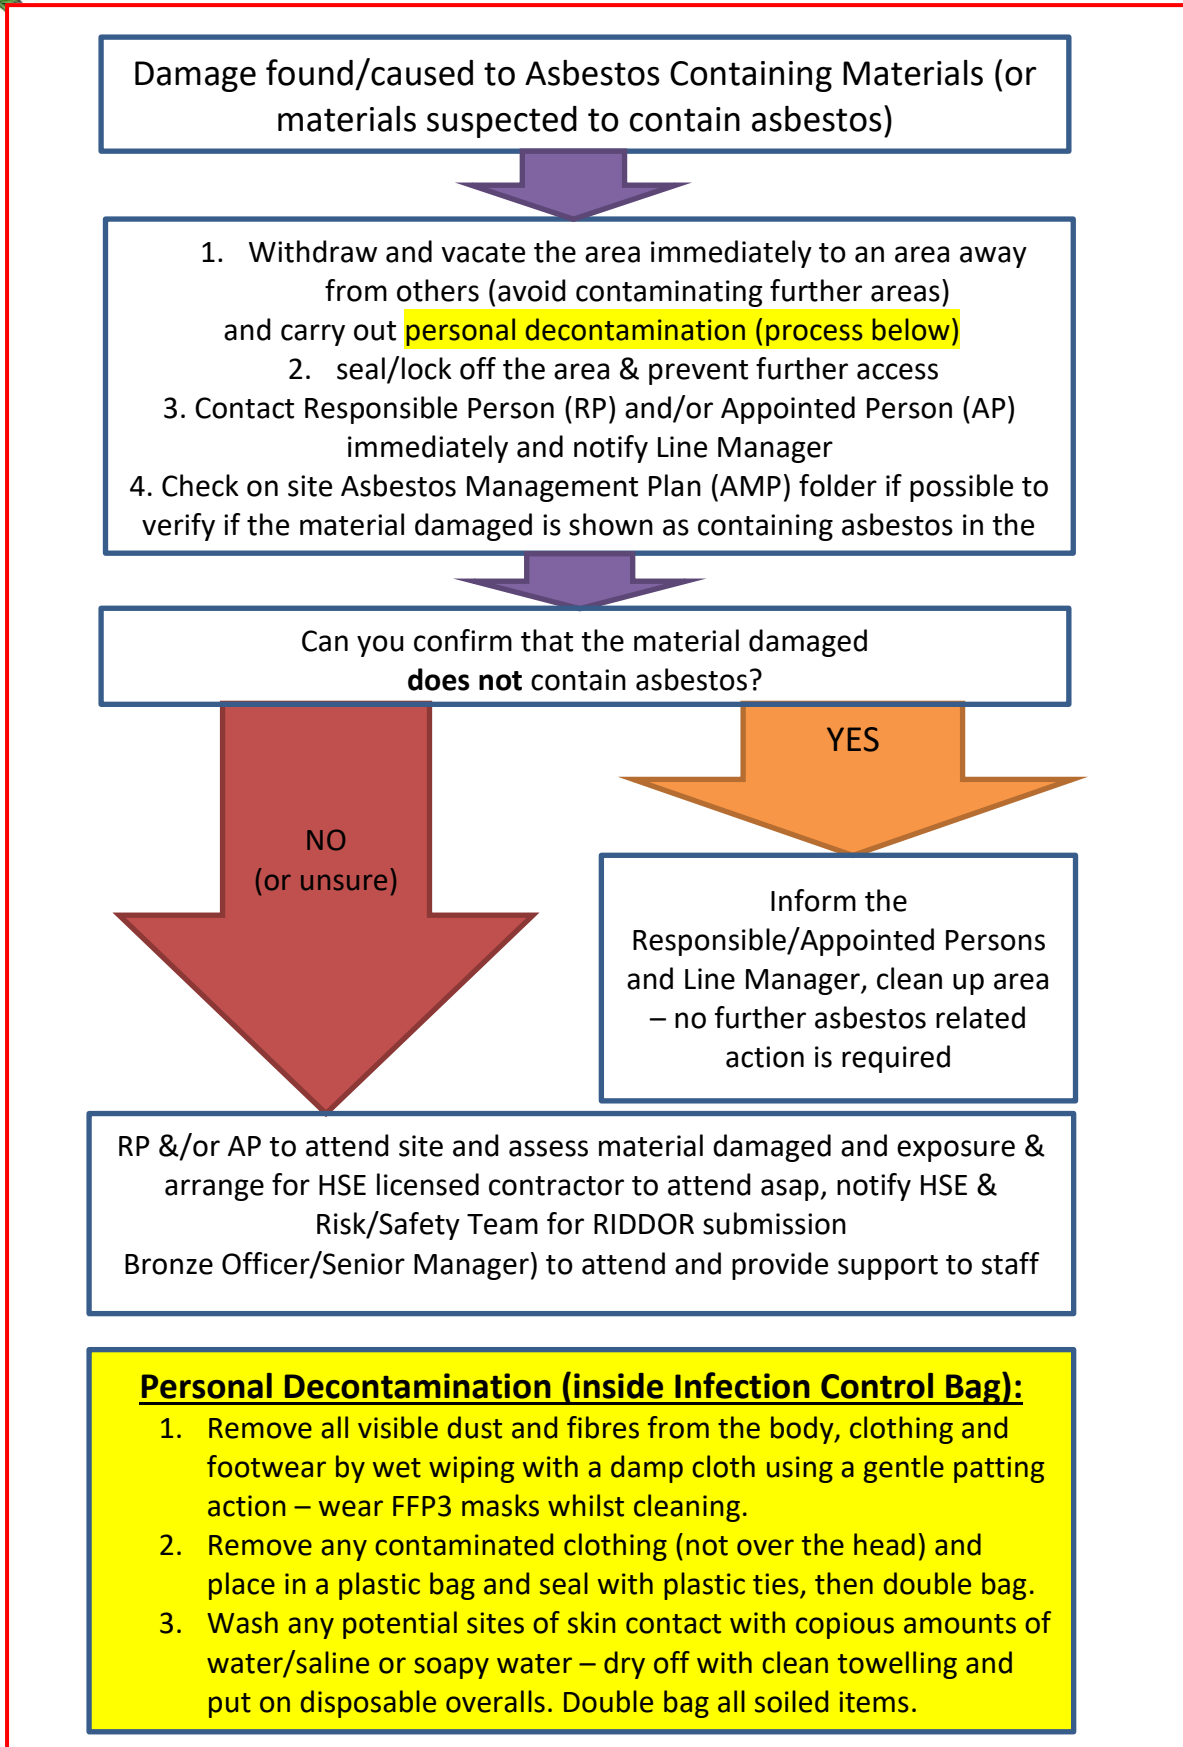 Damage found/caused to Asbestos Containing Materials (or
materials suspected to contain asbestos)
1. Withdraw and vacate the area immediately to an area away
from others (avoid contaminating further areas)
and carry out personal decontamination (process below)
2. seal/lock off the area & prevent further access
3. Contact Responsible Person (RP) and/or Appointed Person (AP)
immediately and notify Line Manager
4. Check on site Asbestos Management Plan (AMP) folder if possible to
verify if the material damaged is shown as containing asbestos in the
Can you confirm that the material damaged
does not contain asbestos?
YES
NO
(or unsure)
Inform the
Responsible/Appointed Persons
and Line Manager, clean up area
– no further asbestos related
action is required
RP &/or AP to attend site and assess material damaged and exposure &
arrange for HSE licensed contractor to attend asap, notify HSE &
Risk/Safety Team for RIDDOR submission
Bronze Officer/Senior Manager) to attend and provide support to staff
Personal Decontamination (inside Infection Control Bag):
1. Remove all visible dust and fibres from the body, clothing and
footwear by wet wiping with a damp cloth using a gentle patting
action – wear FFP3 masks whilst cleaning.
2. Remove any contaminated clothing (not over the head) and
place in a plastic bag and seal with plastic ties, then double bag.
3. Wash any potential sites of skin contact with copious amounts of
water/saline or soapy water – dry off with clean towelling and
put on disposable overalls. Double bag all soiled items.